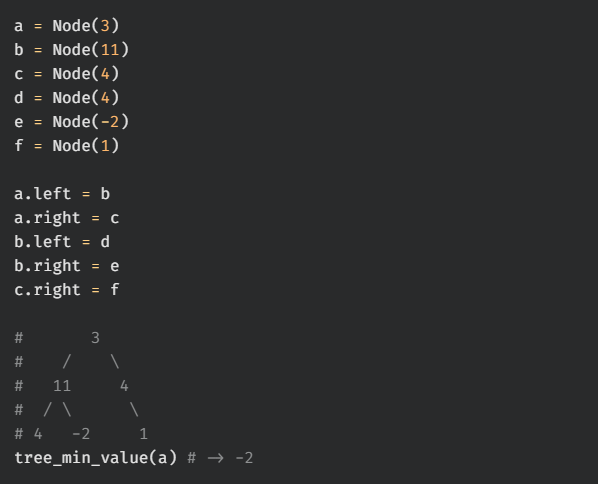 a = Node(3)
b = Node(11)
c = Node(4)
d = Node(4)
e = Node(-2)
f = Node(1)

a.left = b
a.right = c
b.left = d
b.right = e
c.right = f

#       3
#    /    \
#   11     4
#  / \      \
# 4   -2     1
tree_min_value(a) # -> -2